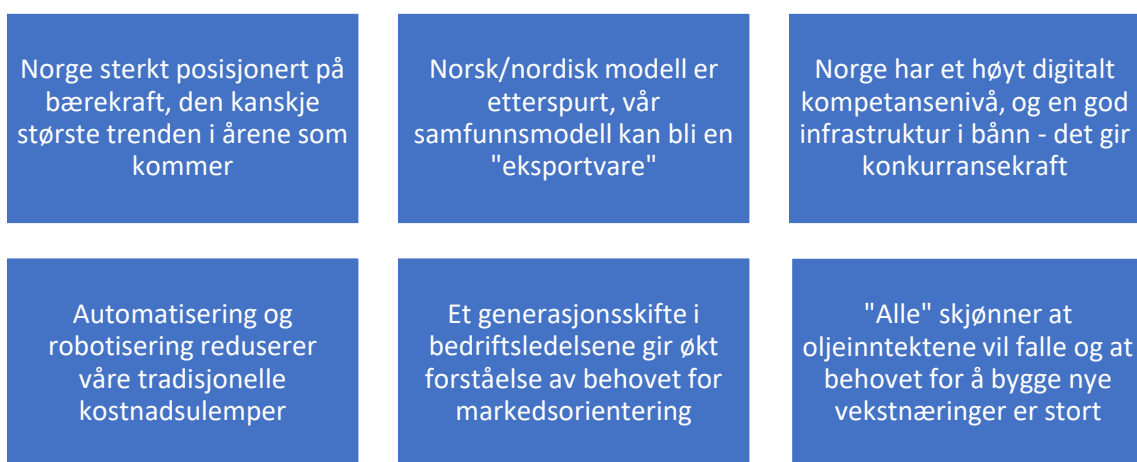 Norge sterkt posisjonert på
bærekraft, den kanskje
største trenden i årene som
kommer
Norsk/nordisk modell er
etterspurt, vår
samfunnsmodell kan bli en
"eksportvare"
Norge har et høyt digitalt
kompetansenivå, og en god
infrastruktur i bånn - det gir
konkurransekraft
Automatisering og
robotisering reduserer
våre tradisjonelle
kostnadsulemper
Et generasjonsskifte i
bedriftsledelsene gir økt
forståelse av behovet for
markedsorientering
"Alle" skjønner at
oljeinntektene vil falle og at
behovet for å bygge nye
vekstnæringer er stort